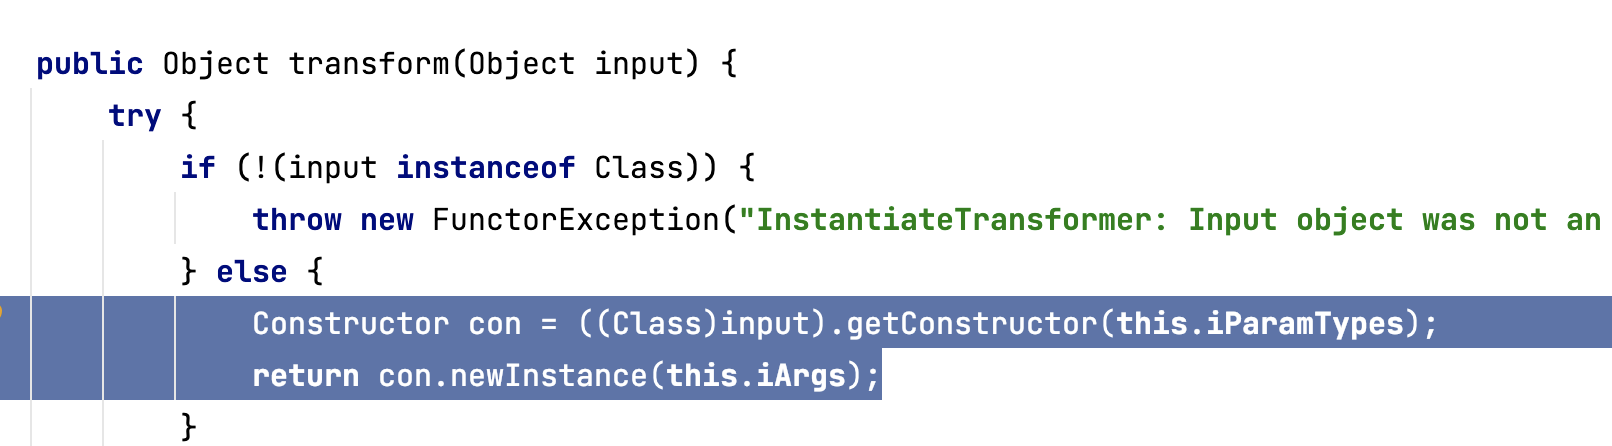 public Object transform(Object input) {
try {
if (!(input instanceof Class)) {
throw new FunctorException("InstantiateTransformer: Input object was not an
} else {
Constructor con = ((Class)input).getConstructor(this.iParamTypes);
return con.newInstance(this.iArgs);
}